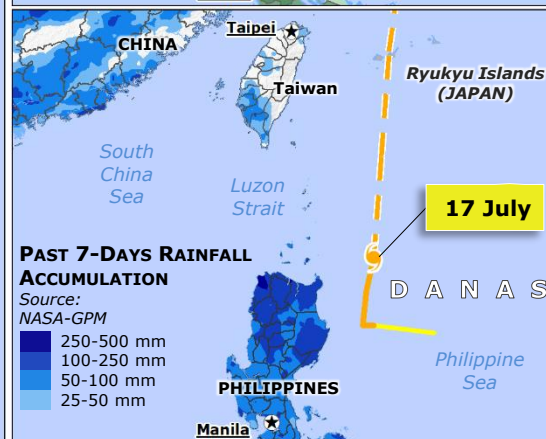 Taipei
CHINA
Ryukyu Islands
(JAPAN)
Taiwan
South
China
Sea
Luzon
Strait
17 July
PAST 7-DAYS RAINFALL
ACCUMULATION
Source:
NASA-GPM
250-500 mm
100-250 mm
50-100 mm
25-50 mm
DANAS
Philippine
Sea
PHILIPPINES
Manila